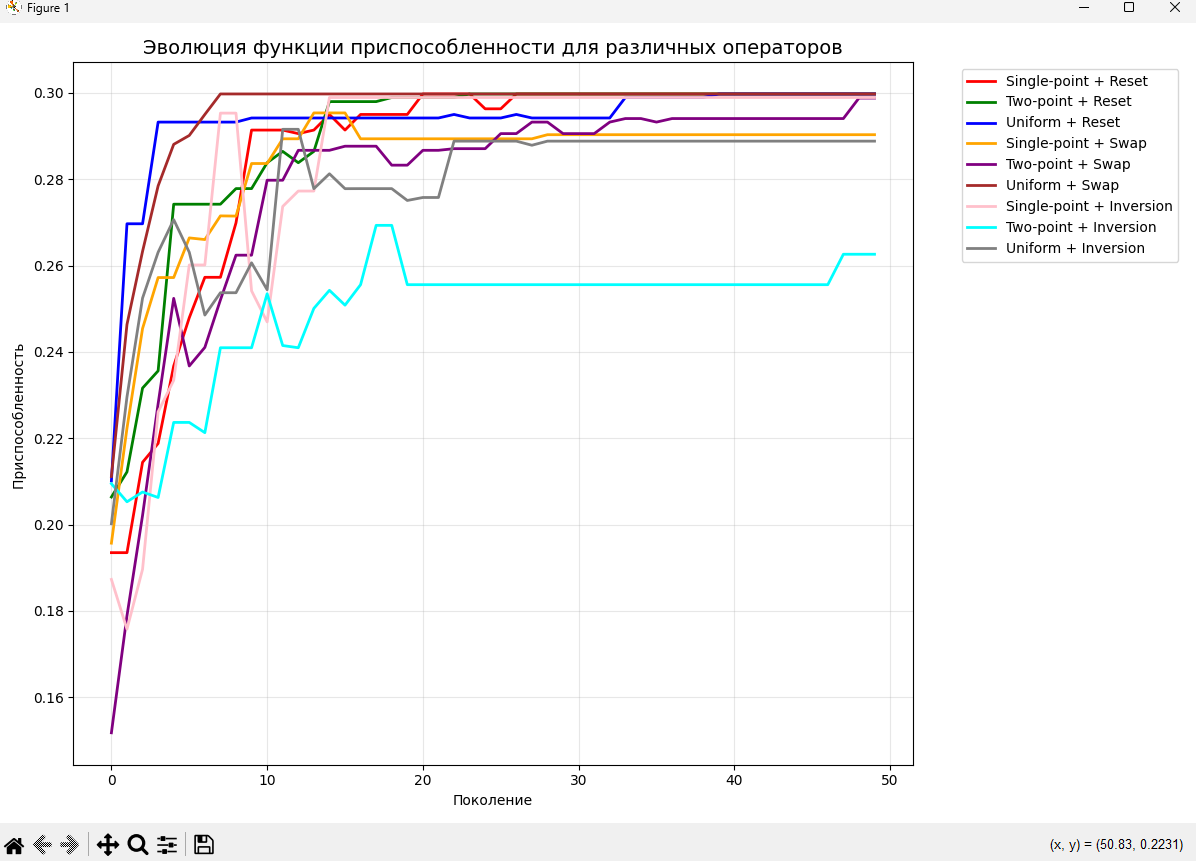 Figure 1
Эволюция функции приспособленности для различных операторов
Приспособленность
0.30
0.28
0.26
0.24
0.22
0.20
0.18
0.16
0
10
20
30
40
50
Поколение
Single-point + Reset
Two-point + Reset
Uniform + Reset
Single-point + Swap
Two-point + Swap
Uniform + Swap
Single-point + Inversion
Two-point + Inversion
Uniform + Inversion
(x, y) = (50.83, 0.2231)